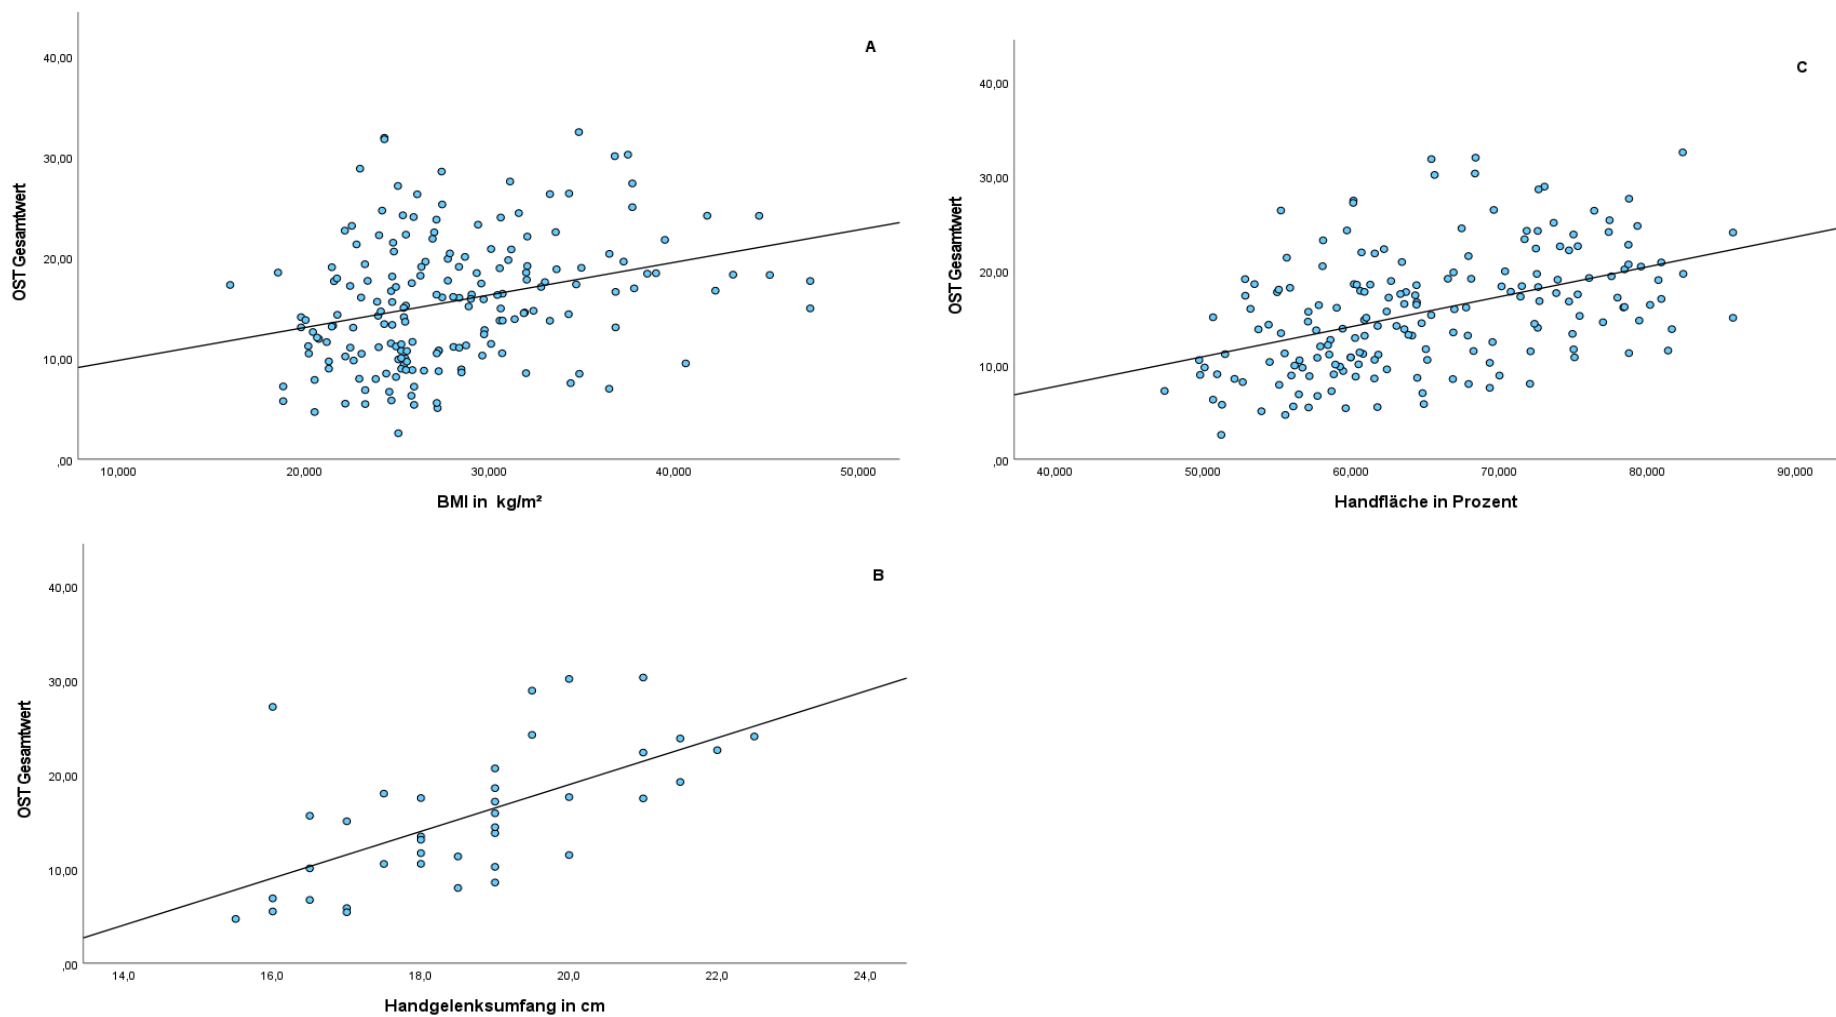 A
OST Gesamtwert
40,00
30,00
20,00
10,00
,00
10,000 20,000 30,000 40,000 50,000
BMI in kg/m²
C
OST Gesamtwert
40,00
30,00
20,00
10,00
,00
40,000 50,000 60,000 70,000 80,000 90,000
Handfläche in Prozent
B
OST Gesamtwert
40,00
30,00
20,00
10,00
,00
14,0 16,0 18,0 20,0 22,0 24,0
Handgelenksumfang in cm